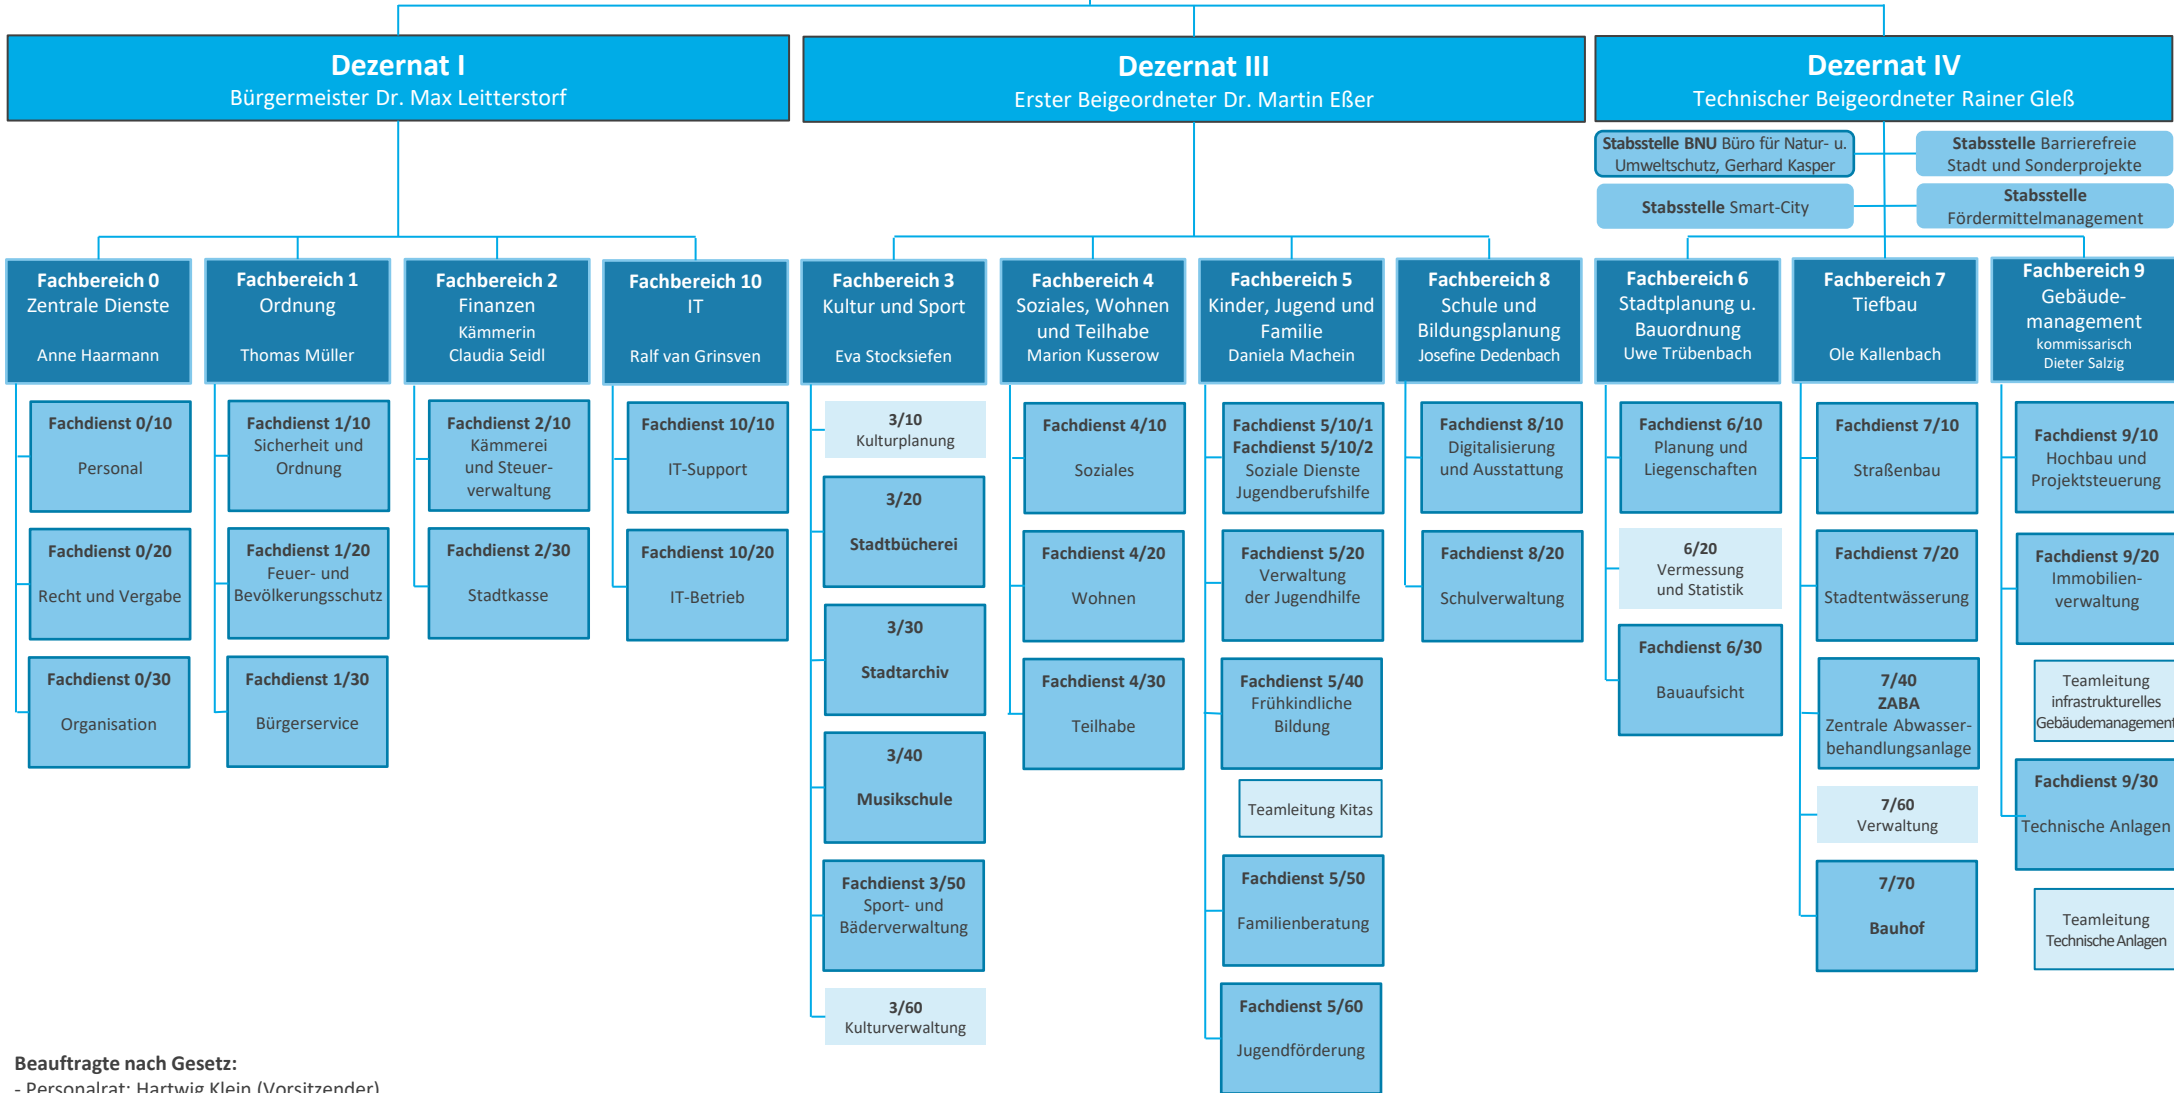 Dezernat I
Bürgermeister Dr. Max Leitterstorf
Dezernat III
Erster Beigeordneter Dr. Martin Eßer
Dezernat IV
Technischer Beigeordneter Rainer Gleß
Stabsstelle BNU Büro für Natur- u.
Umweltschutz, Gerhard Kasper
Stabsstelle Barrierefreie
Stadt und Sonderprojekte
Stabsstelle Smart-City
Stabsstelle
Fördermittelmanagement
Fachbereich 0
Zentrale Dienste
Anne Haarmann
Fachdienst 0/10
Personal
Fachdienst 0/20
Recht und Vergabe
Fachdienst 0/30
Organisation
Fachbereich 1
Ordnung
Thomas Müller
Fachdienst 1/10
Sicherheit und
Ordnung
Fachdienst 1/20
Feuer- und
Bevölkerungsschutz
Fachdienst 1/30
Bürgerservice
Fachbereich 2
Finanzen
Kämmerin
Claudia Seidl
Fachdienst 2/10
Kämmerei
und Steuer-
verwaltung
Fachdienst 2/30
Stadtkasse
Fachbereich 10
IT
Ralf van Grinsven
Fachdienst 10/10
IT-Support
Fachdienst 10/20
IT-Betrieb
Fachbereich 3
Kultur und Sport
Eva Stocksiefen
3/10
Kulturplanung
3/20
Stadtbücherei
3/30
Stadtarchiv
3/40
Musikschule
Fachdienst 3/50
Sport- und
Bäderverwaltung
3/60
Kulturverwaltung
Fachbereich 4
Soziales, Wohnen
und Teilhabe
Marion Kusserow
Fachdienst 4/10
Soziales
Fachdienst 4/20
Wohnen
Fachdienst 4/30
Teilhabe
Fachbereich 5
Kinder, Jugend und
Familie
Daniela Machein
Fachdienst 5/10/1
Fachdienst 5/10/2
Soziale Dienste
Jugendberufshilfe
Fachdienst 5/20
Verwaltung
der Jugendhilfe
Fachdienst 5/40
Frühkindliche
Bildung
Teamleitung Kitas
Fachdienst 5/50
Familienberatung
Fachdienst 5/60
Jugendförderung
Fachbereich 8
Schule und
Bildungsplanung
Josefine Dedenbach
Fachdienst 8/10
Digitalisierung
und Ausstattung
Fachdienst 8/20
Schulverwaltung
Fachbereich 6
Stadtplanung u.
Bauordnung
Uwe Trübenbach
Fachdienst 6/10
Planung und
Liegenschaften
6/20
Vermessung
und Statistik
Fachdienst 6/30
Bauaufsicht
Fachbereich 7
Tiefbau
Ole Kallenbach
Fachdienst 7/10
Straßenbau
Fachdienst 7/20
Stadtentwässerung
7/40
ZABA
Zentrale Abwasser-
behandlungsanlage
7/60
Verwaltung
7/70
Bauhof
Fachbereich 9
Gebäude-
management
kommissarisch
Dieter Salzig
Fachdienst 9/10
Hochbau und
Projektsteuerung
Fachdienst 9/20
Immobilien-
verwaltung
Teamleitung
infrastrukturelles
Gebäudemanagement
Fachdienst 9/30
Technische Anlagen
Teamleitung
Technische Anlagen
Beauftragte nach Gesetz:
- Personalrat: Hartwig Klein (Vorsitzender)